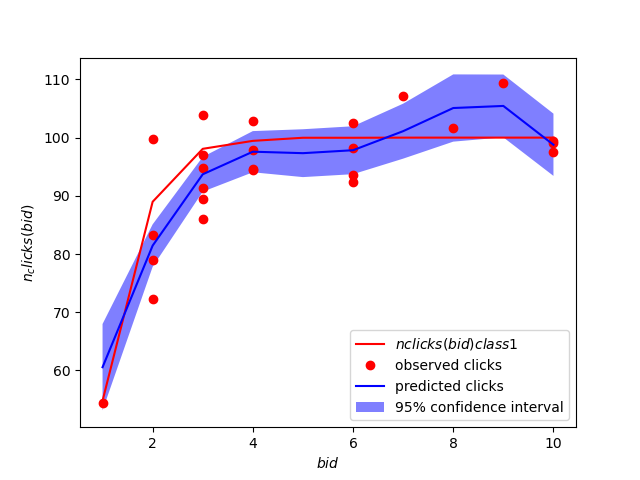 110
100
90
80
70
60
n_clicks(bid)
nclicks(bid)class1
observed clicks
predicted clicks
95% confidence interval
2
4
6
8
10
bid